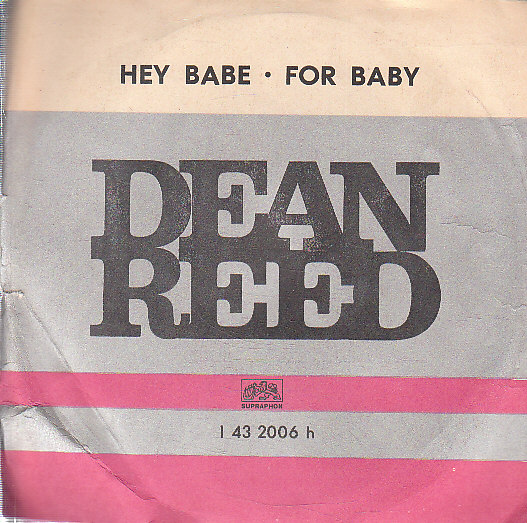 HEY BABE · FOR BABY
DEAN
REED
SUPRAPHON
1 43 2006 h